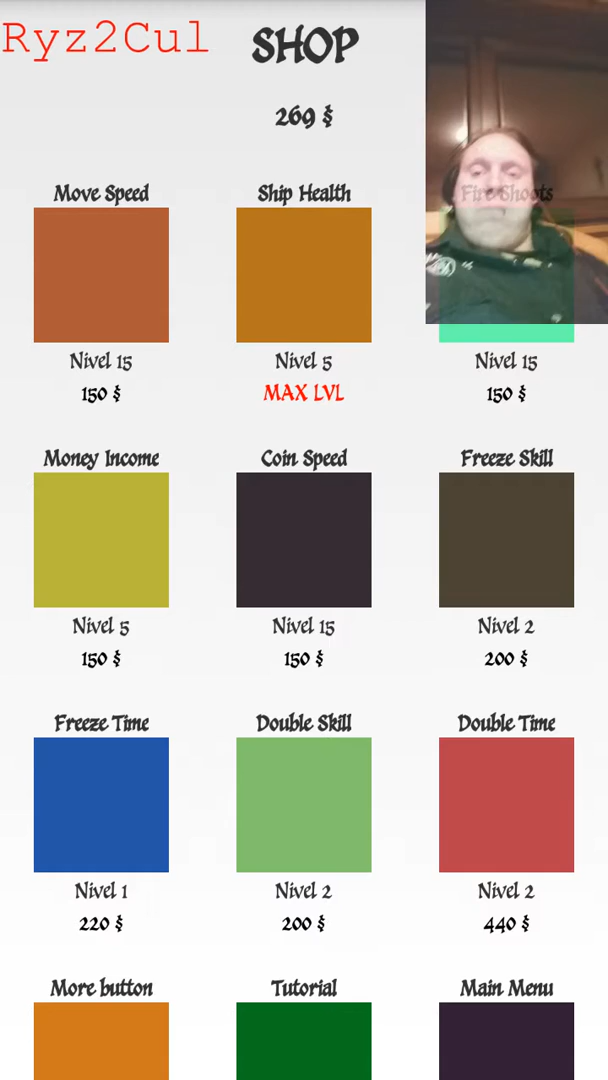 Ryz2Cul
SHOP
269 $
Move Speed
Ship Health
Fire Shoots
Nivel 15
Nivel 5
Nivel 15
150 $
MAX LVL
150 $
Money Income
Coin Speed
Freeze Skill
Nivel 5
Nivel 15
Nivel 2
150 $
150 $
200 $
Freeze Time
Double Skill
Double Time
Nivel 1
Nivel 2
Nivel 2
220 $
200 $
440 $
More button
Tutorial
Main Menu